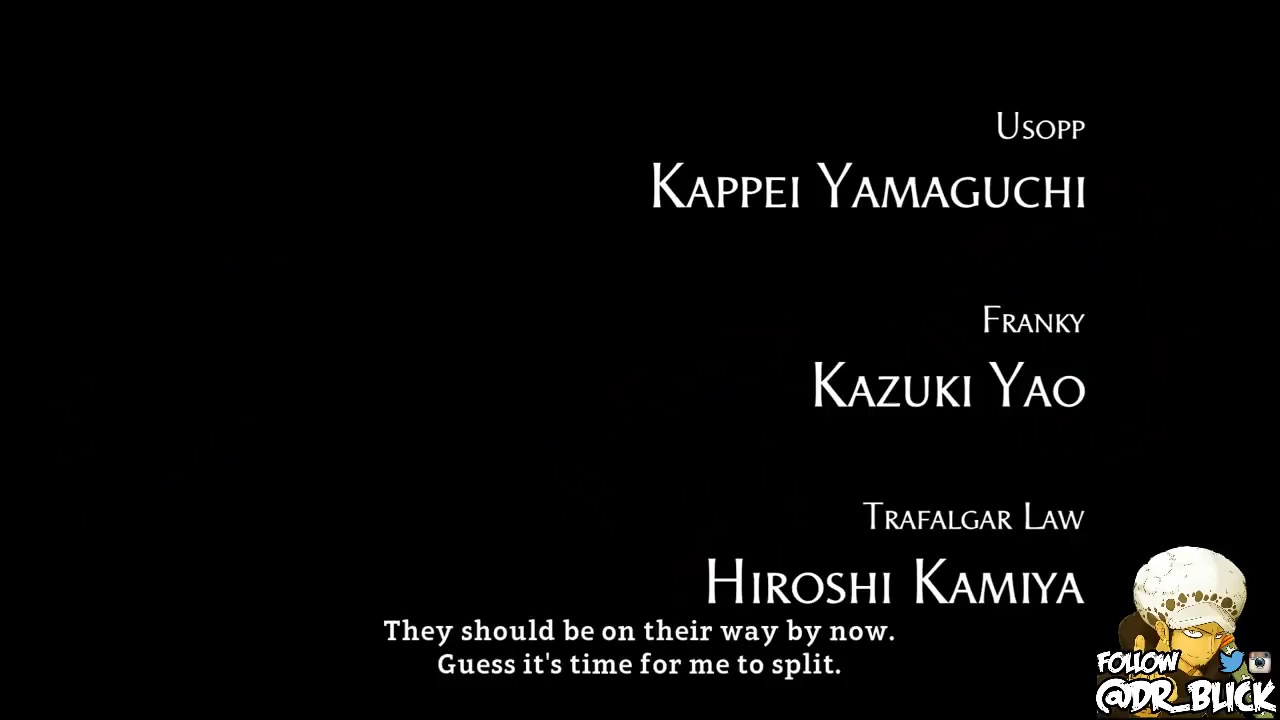 Usopp
Kappei Yamaguchi
Franky
Kazuki Yao
Trafalgar Law
Hiroshi Kamiya
They should be on their way by now.
Guess it's time for me to split.
FOLLOW
@DR_BLICK